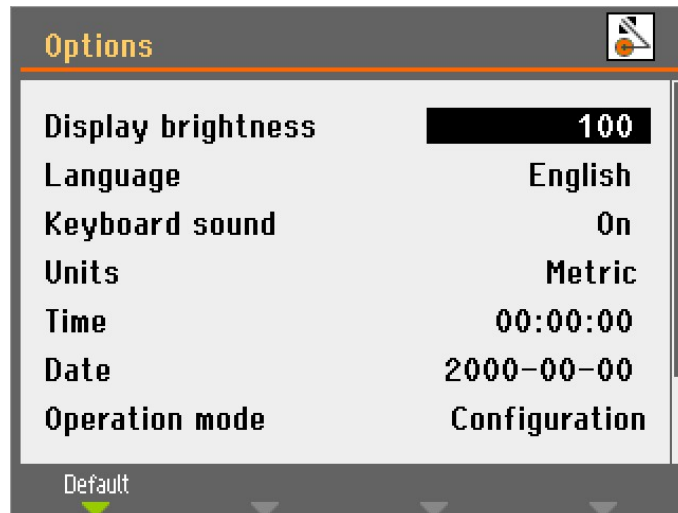 Options
Display brightness 100
Language English
Keyboard sound On
Units Metric
Time 00:00:00
Date 2000-00-00
Operation mode Configuration
Default